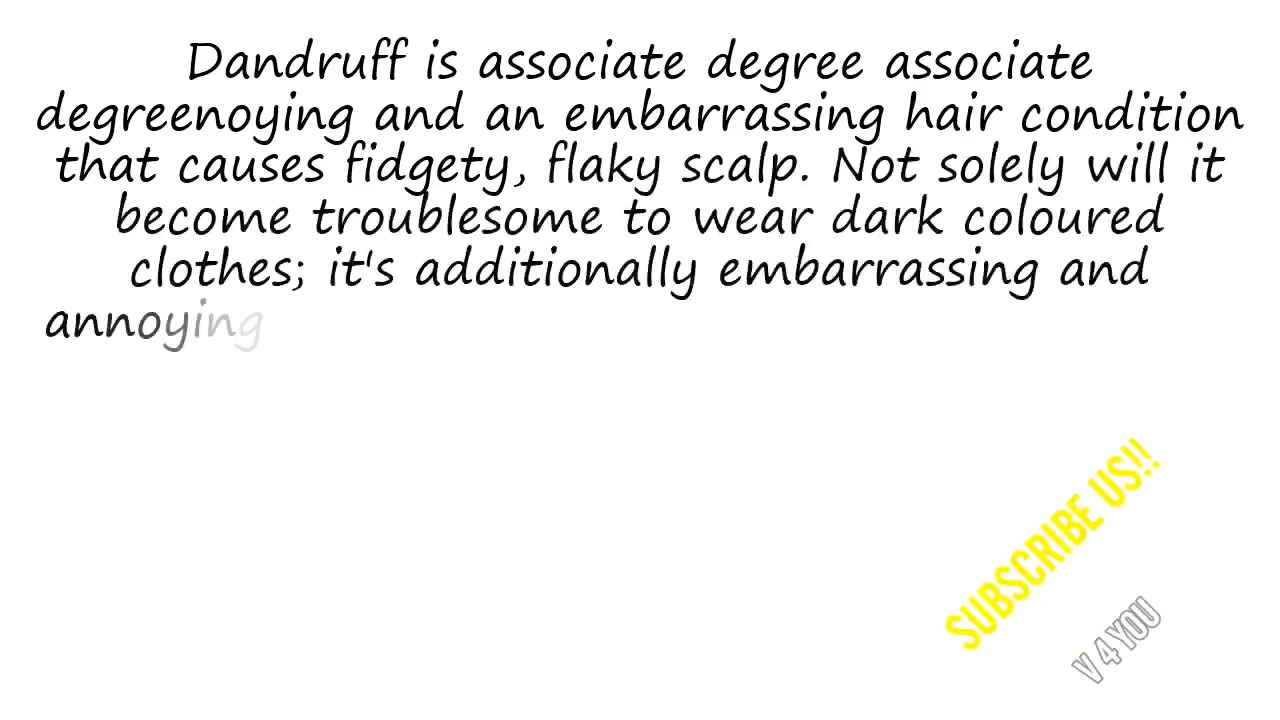 Dandruff is associate degree associate
degreenoying and an embarrassing hair condition
that causes fidgety, flaky scalp. Not solely will it
become troublesome to wear dark coloured
clothes; it's additionally embarrassing and
annoying
SUBSCRIBE US!!
V 4 YOU